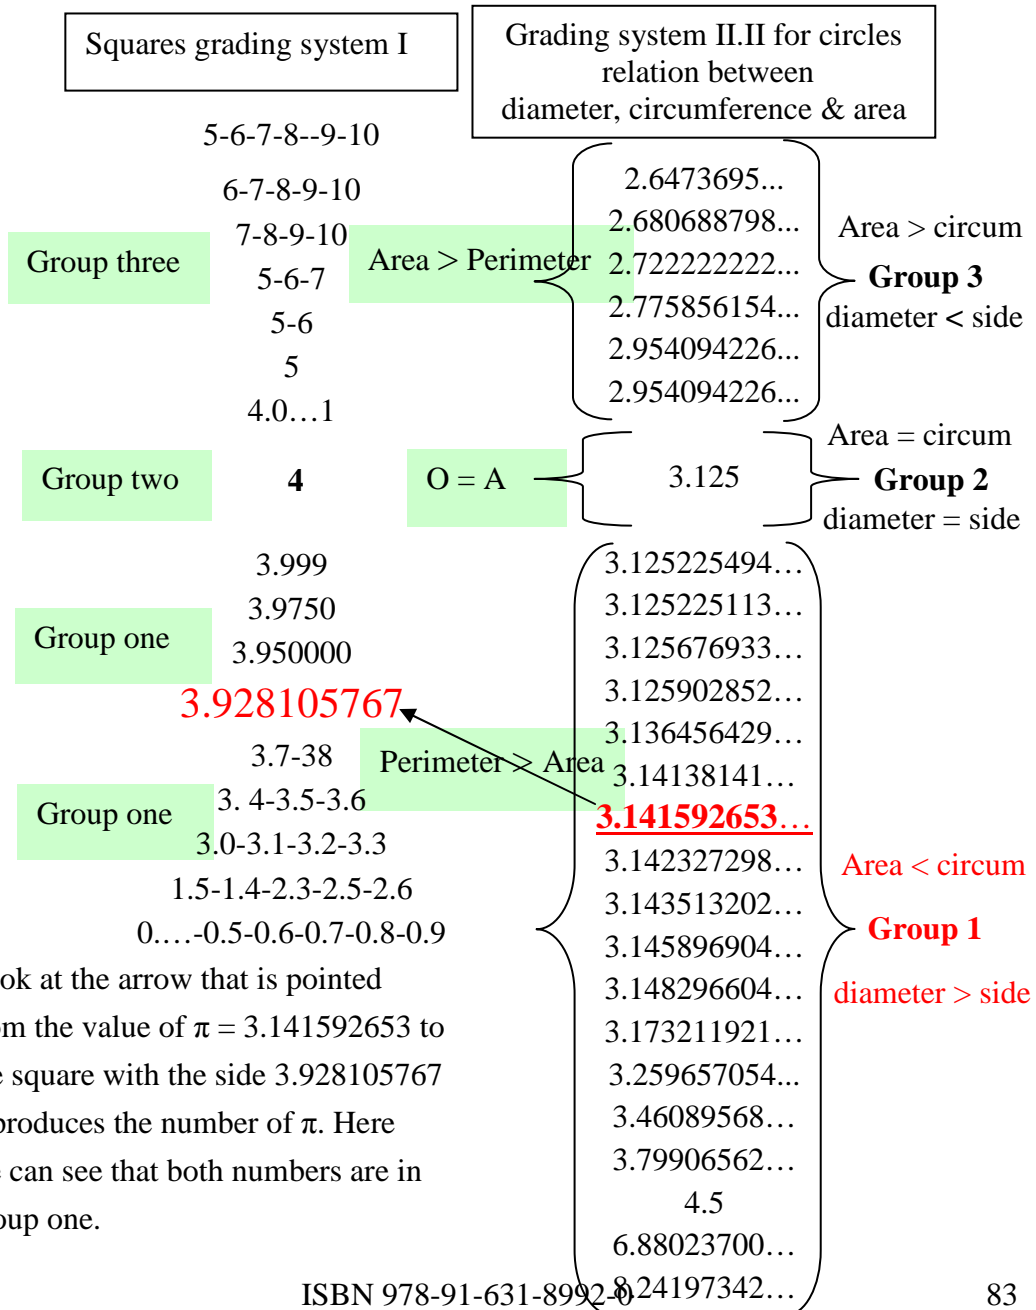 Squares grading system I
Grading system II.II for circles
relation between
diameter, circumference & area
5-6-7-8--9-10
6-7-8-9-10
7-8-9-10
Group three
5-6-7
5-6
5
4.0…1
Area > Perimeter
2.6473695...
2.680688798...
2.722222222...
2.775856154...
2.954094226...
2.954094226...
Area > circum
Group 3
diameter < side
Group two
4
O = A
3.125
Area = circum
Group 2
diameter = side
3.999
3.9750
Group one
3.950000
3.928105767
3.7-38
Perimeter > Area
Group one
3. 4-3.5-3.6
3.0-3.1-3.2-3.3
1.5-1.4-2.3-2.5-2.6
0.…-0.5-0.6-0.7-0.8-0.9
3.125225494…
3.125225113…
3.125676933…
3.125902852…
3.136456429…
3.14138141…
3.141592653…
3.142327298…
3.143513202…
3.145896904…
3.148296604…
3.173211921…
3.259657054...
3.46089568…
3.79906562…
4.5
6.88023700…
8.24197342…
Area < circum
Group 1
diameter > side
ok at the arrow that is pointed
om the value of π = 3.141592653 to
e square with the side 3.928105767
produces the number of π. Here
e can see that both numbers are in
oup one.
ISBN 978-91-631-8992-0
83